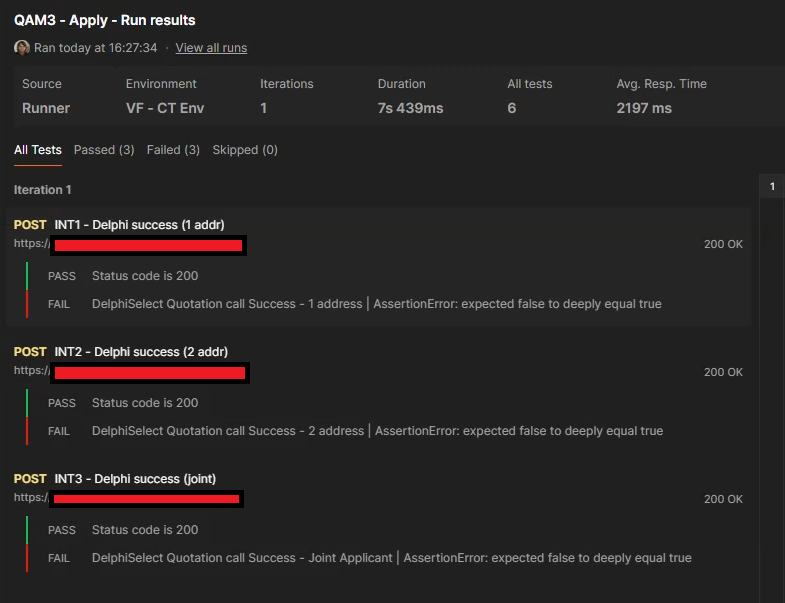 QAM3 - Apply - Run results
Ran today at 16:27:34 · View all runs
Source Environment Iterations Duration All tests Avg. Resp. Time
Runner VF - CT Env 1 7s 439ms 6 2197 ms
All Tests Passed (3) Failed (3) Skipped (0)
Iteration 1
1
POST INT1 - Delphi success (1 addr)
https:/ 200 OK
PASS Status code is 200
FAIL DelphiSelect Quotation call Success - 1 address | AssertionError: expected false to deeply equal true
POST INT2 - Delphi success (2 addr)
https:/ 200 OK
PASS Status code is 200
FAIL DelphiSelect Quotation call Success - 2 address | AssertionError: expected false to deeply equal true
POST INT3 - Delphi success (joint)
https:/ 200 OK
PASS Status code is 200
FAIL DelphiSelect Quotation call Success - Joint Applicant | AssertionError: expected false to deeply equal true